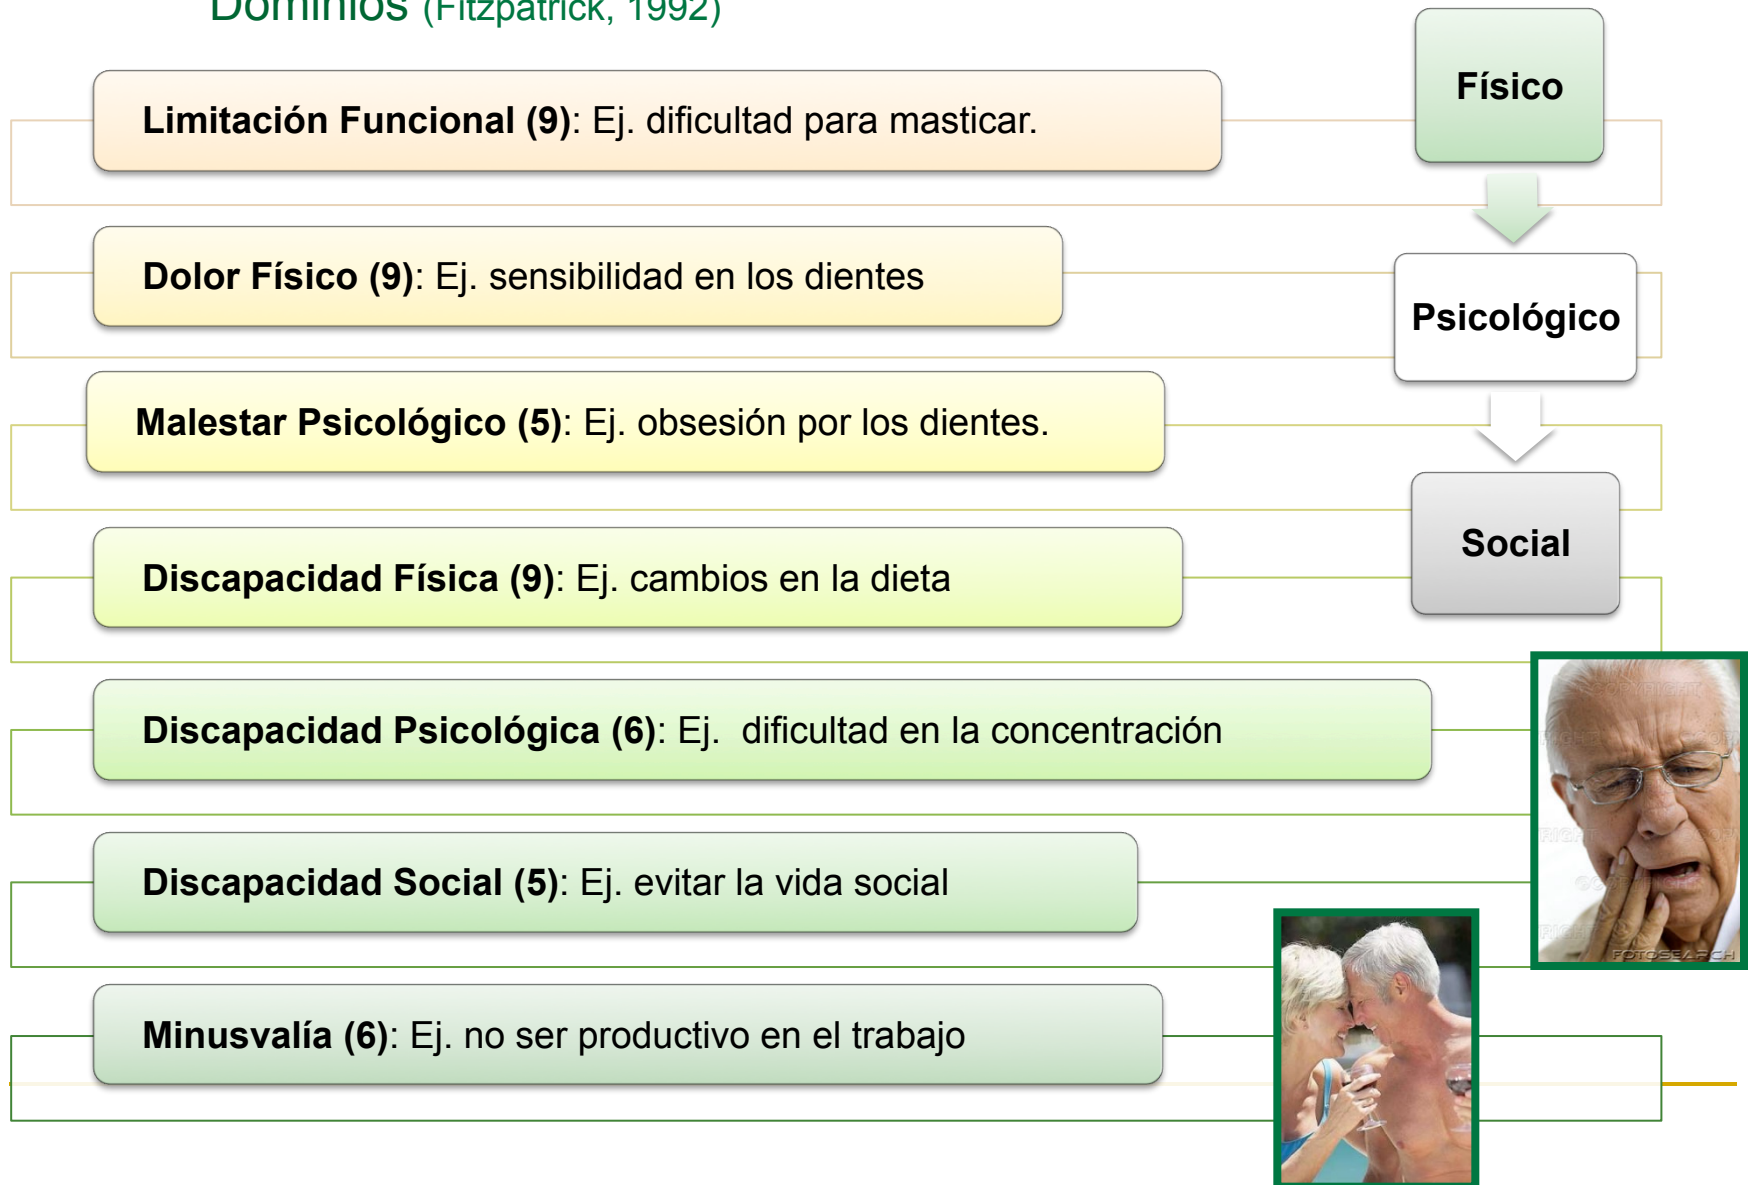 Dominios (Fitzpatrick, 1992)
Físico
Limitación Funcional (9): Ej. dificultad para masticar.
Dolor Físico (9): Ej. sensibilidad en los dientes
Psicológico
Malestar Psicológico (5): Ej. obsesión por los dientes.
Social
Discapacidad Física (9): Ej. cambios en la dieta
Discapacidad Psicológica (6): Ej. dificultad en la concentración
Discapacidad Social (5): Ej. evitar la vida social
FOTOSEARCH
Minusvalía (6): Ej. no ser productivo en el trabajo